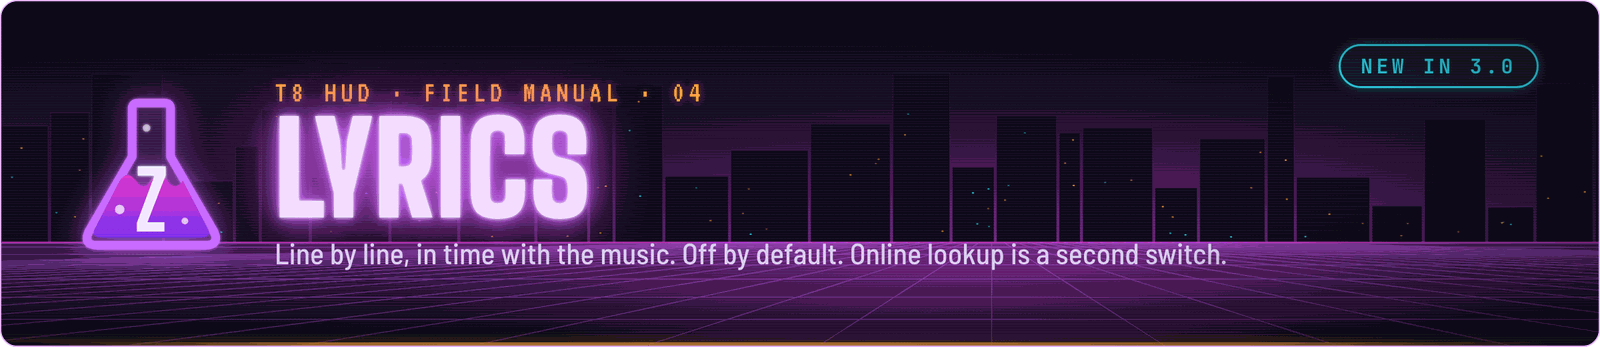 NEW IN 3.0
T8 HUD · FIELD MANUAL · 04
LYRICS
Z
Line by line, in time with the music. Off by default. Online lookup is a second switch.